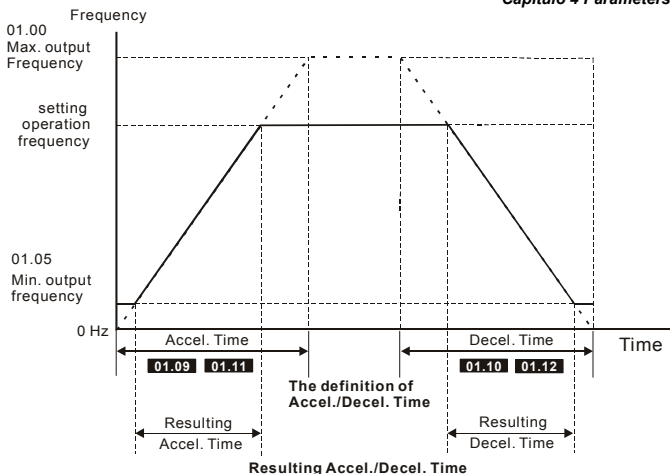 Capítulo 4 Parameters
Frequency
01.00
Max. output
Frequency
setting
operation
frequency
01.05
Min. output
frequency
0 Hz
Accel. Time
Decel. Time
Time
01.09 01.11
01.10 01.12
The definition of
Accel./Decel. Time
Resulting
Accel. Time
Resulting
Decel. Time
Resulting Accel./Decel. Time